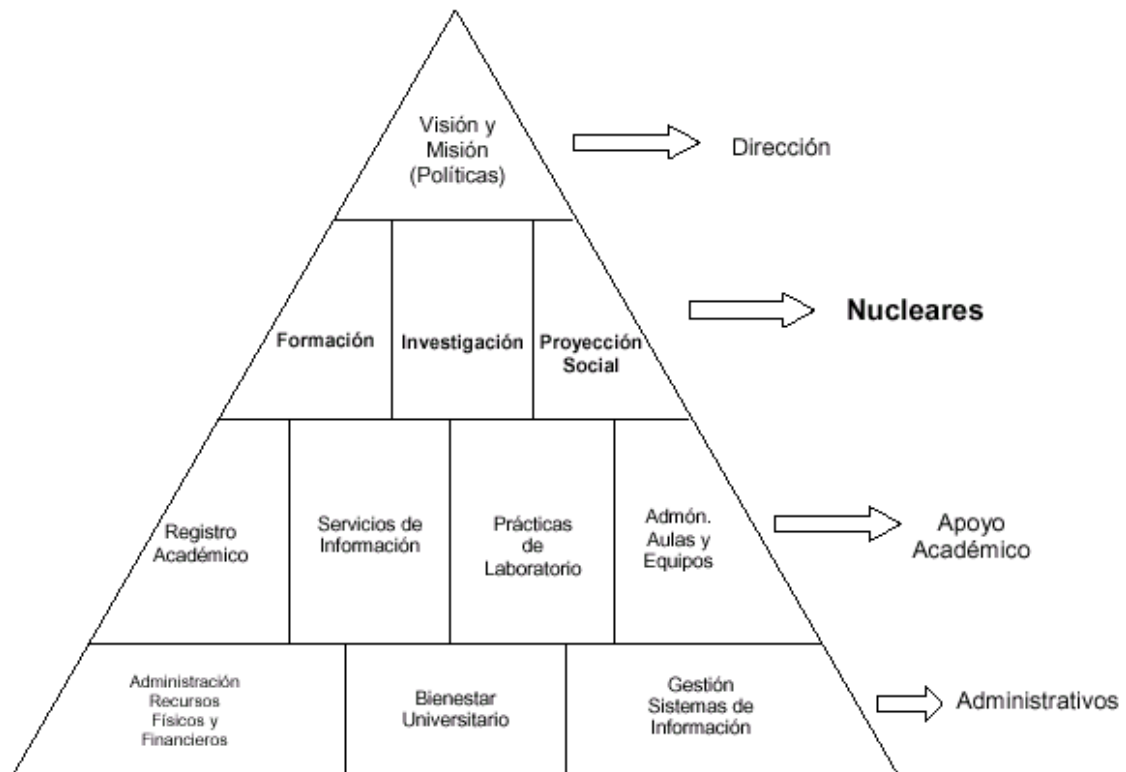 Visión y
Misión
(Políticas)
Dirección
Formación
Investigación
Proyección
Social
Nucleares
Registro
Académico
Servicios de
Información
Prácticas
de
Laboratorio
Admón.
Aulas y
Equipos
Apoyo
Académico
Administración
Recursos
Físicos y
Financieros
Bienestar
Universitario
Gestión
Sistemas de
Información
Administrativos